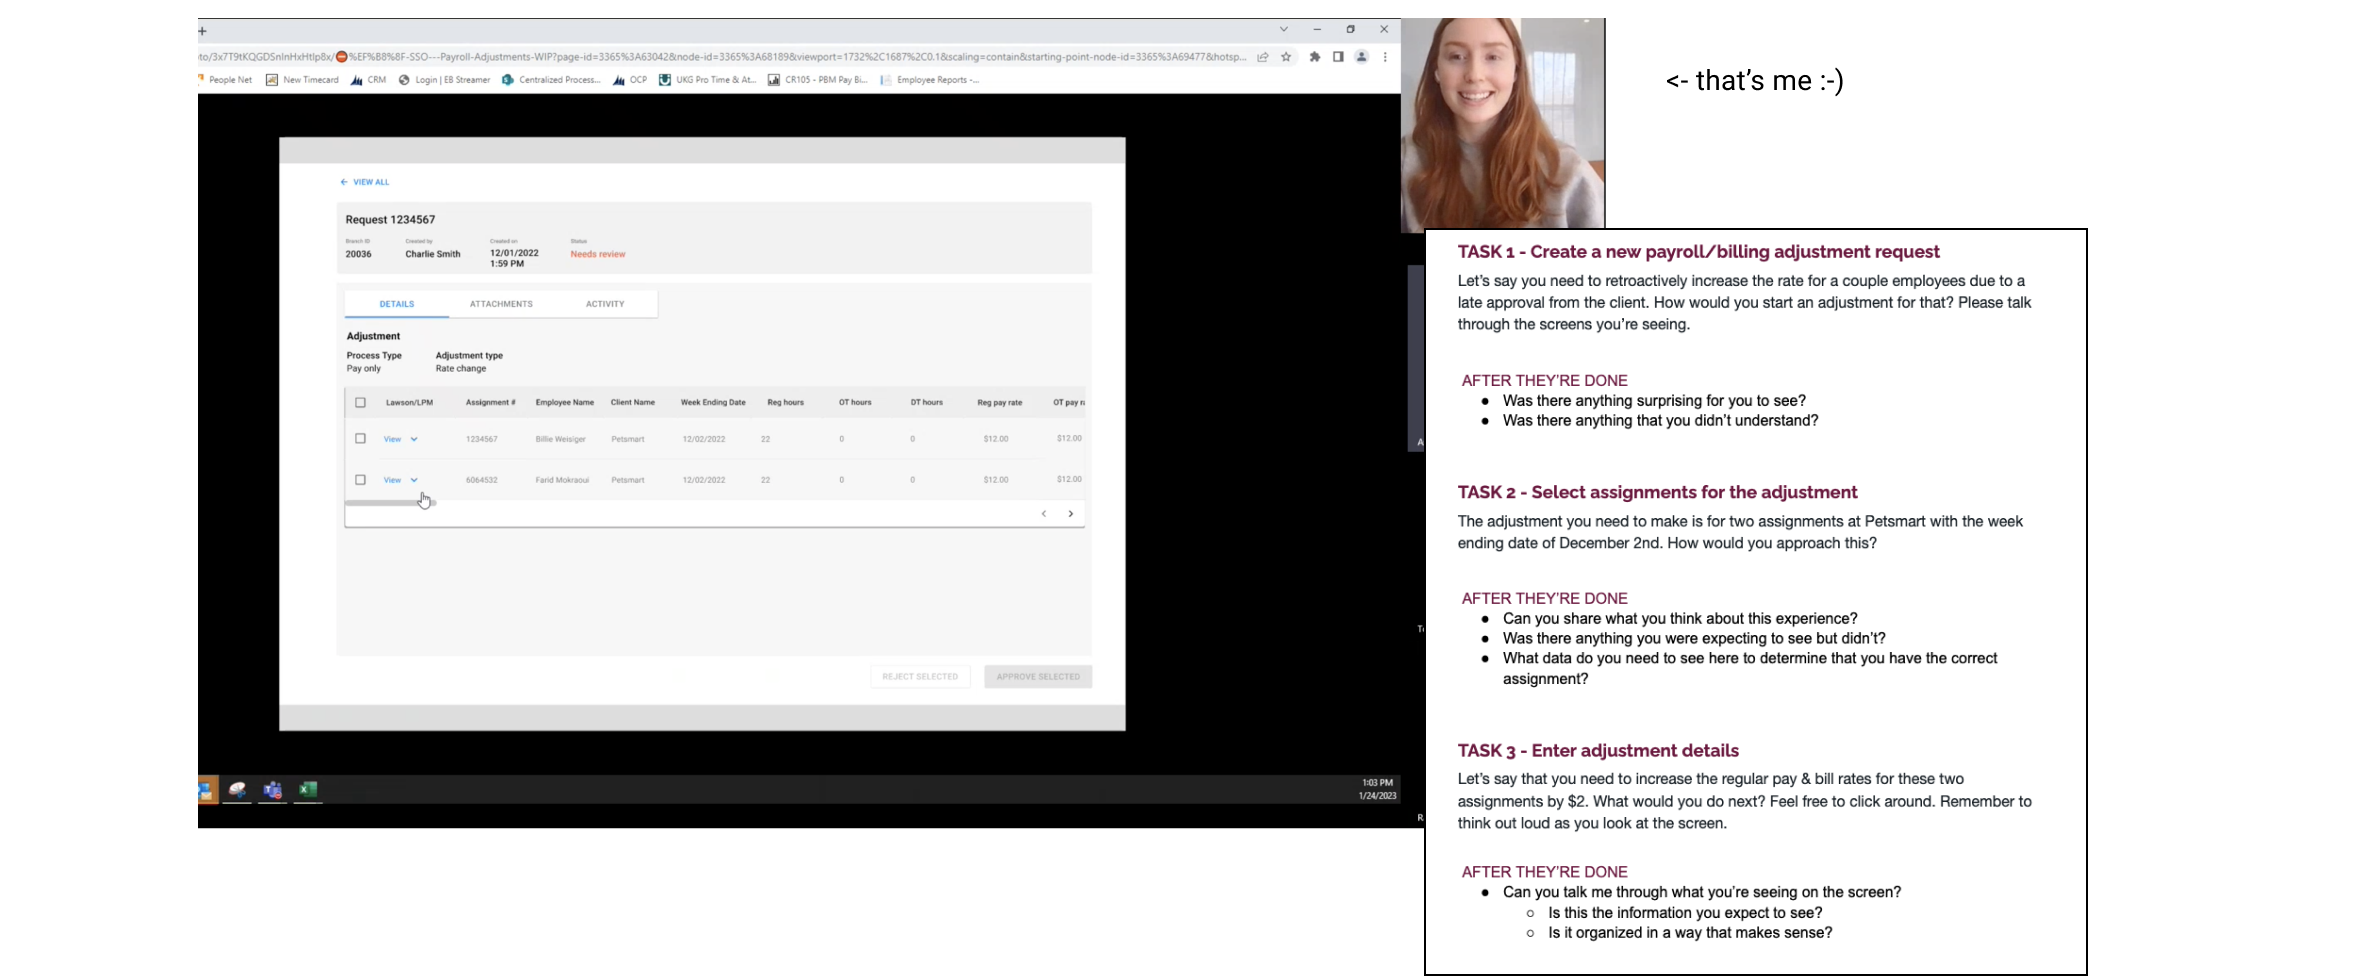 +
ito/3x7T9tKQGDSnInHxHtIp8x/ %EF%B8%8F-SSO---Payroll-Adjustments-WIP?page-id=3365%3A63042&node-id=3365%3A68189&viewport=1732%2C1687%2C0.1&scaling=contain&starting-point-node-id=3365%3A69477&hotsp...
People Net New Timecard CRM Login | EB Streamer Centralized Process... OCP UKG Pro Time & At... CR105 - PBM Pay Bi... Employee Reports -...
<- that's me :-)
← VIEW ALL
Request 1234567
Branch ID Created by Created on Status
20036 Charlie Smith 12/01/2022 Needs review
1:59 PM
DETAILS ATTACHMENTS ACTIVITY
Adjustment
Process Type Adjustment type
Pay only Rate change
Lawson/LPM Assignment # Employee Name Client Name Week Ending Date Reg hours OT hours DT hours Reg pay rate OT pay ra
View 1234567 Billie Weisiger Petsmart 12/02/2022 22 0 0 $12.00 $12.00
View 6064532 Farid Mokraoui Petsmart 12/02/2022 22 0 0 $12.00 $12.00
< >
REJECT SELECTED APPROVE SELECTED
1:03 PM
1/24/2023
A
R
TASK 1 - Create a new payroll/billing adjustment request
Let's say you need to retroactively increase the rate for a couple employees due to a
late approval from the client. How would you start an adjustment for that? Please talk
through the screens you're seeing.
AFTER THEY'RE DONE
● Was there anything surprising for you to see?
● Was there anything that you didn't understand?
TASK 2 - Select assignments for the adjustment
The adjustment you need to make is for two assignments at Petsmart with the week
ending date of December 2nd. How would you approach this?
AFTER THEY'RE DONE
● Can you share what you think about this experience?
● Was there anything you were expecting to see but didn't?
● What data do you need to see here to determine that you have the correct
assignment?
TASK 3 - Enter adjustment details
Let's say that you need to increase the regular pay & bill rates for these two
assignments by $2. What would you do next? Feel free to click around. Remember to
think out loud as you look at the screen.
AFTER THEY'RE DONE
● Can you talk me through what you're seeing on the screen?
○ Is this the information you expect to see?
○ Is it organized in a way that makes sense?